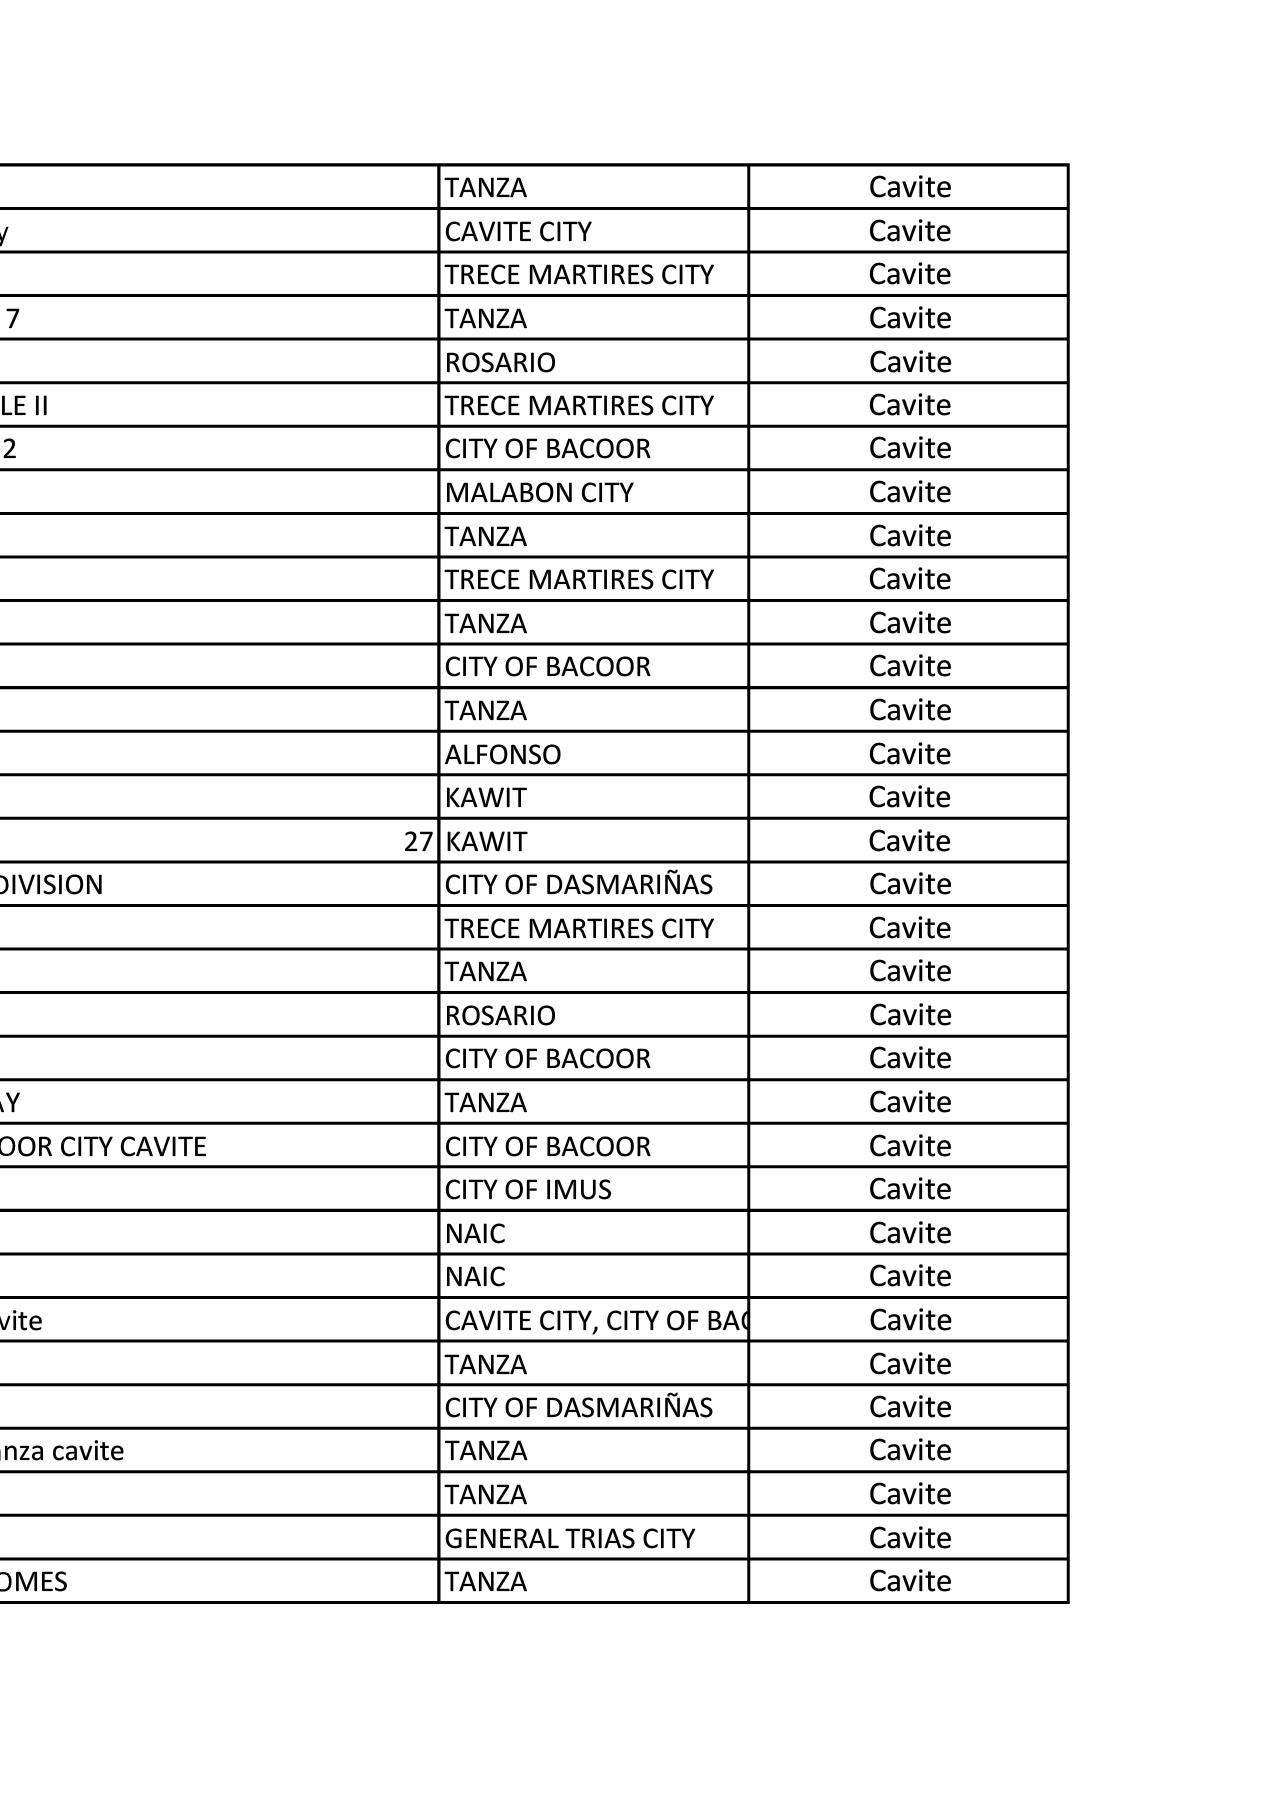 TANZA Cavite
y CAVITE CITY Cavite
TRECE MARTIRES CITY Cavite
7 TANZA Cavite
ROSARIO Cavite
LE II TRECE MARTIRES CITY Cavite
2 CITY OF BACOOR Cavite
MALABON CITY Cavite
TANZA Cavite
TRECE MARTIRES CITY Cavite
TANZA Cavite
CITY OF BACOOR Cavite
TANZA Cavite
ALFONSO Cavite
KAWIT Cavite
27 KAWIT Cavite
DIVISION CITY OF DASMARIÑAS Cavite
TRECE MARTIRES CITY Cavite
TANZA Cavite
ROSARIO Cavite
CITY OF BACOOR Cavite
AY TANZA Cavite
OOR CITY CAVITE CITY OF BACOOR Cavite
CITY OF IMUS Cavite
NAIC Cavite
NAIC Cavite
vite CAVITE CITY, CITY OF BAC Cavite
TANZA Cavite
CITY OF DASMARIÑAS Cavite
nza cavite TANZA Cavite
TANZA Cavite
GENERAL TRIAS CITY Cavite
OMES TANZA Cavite